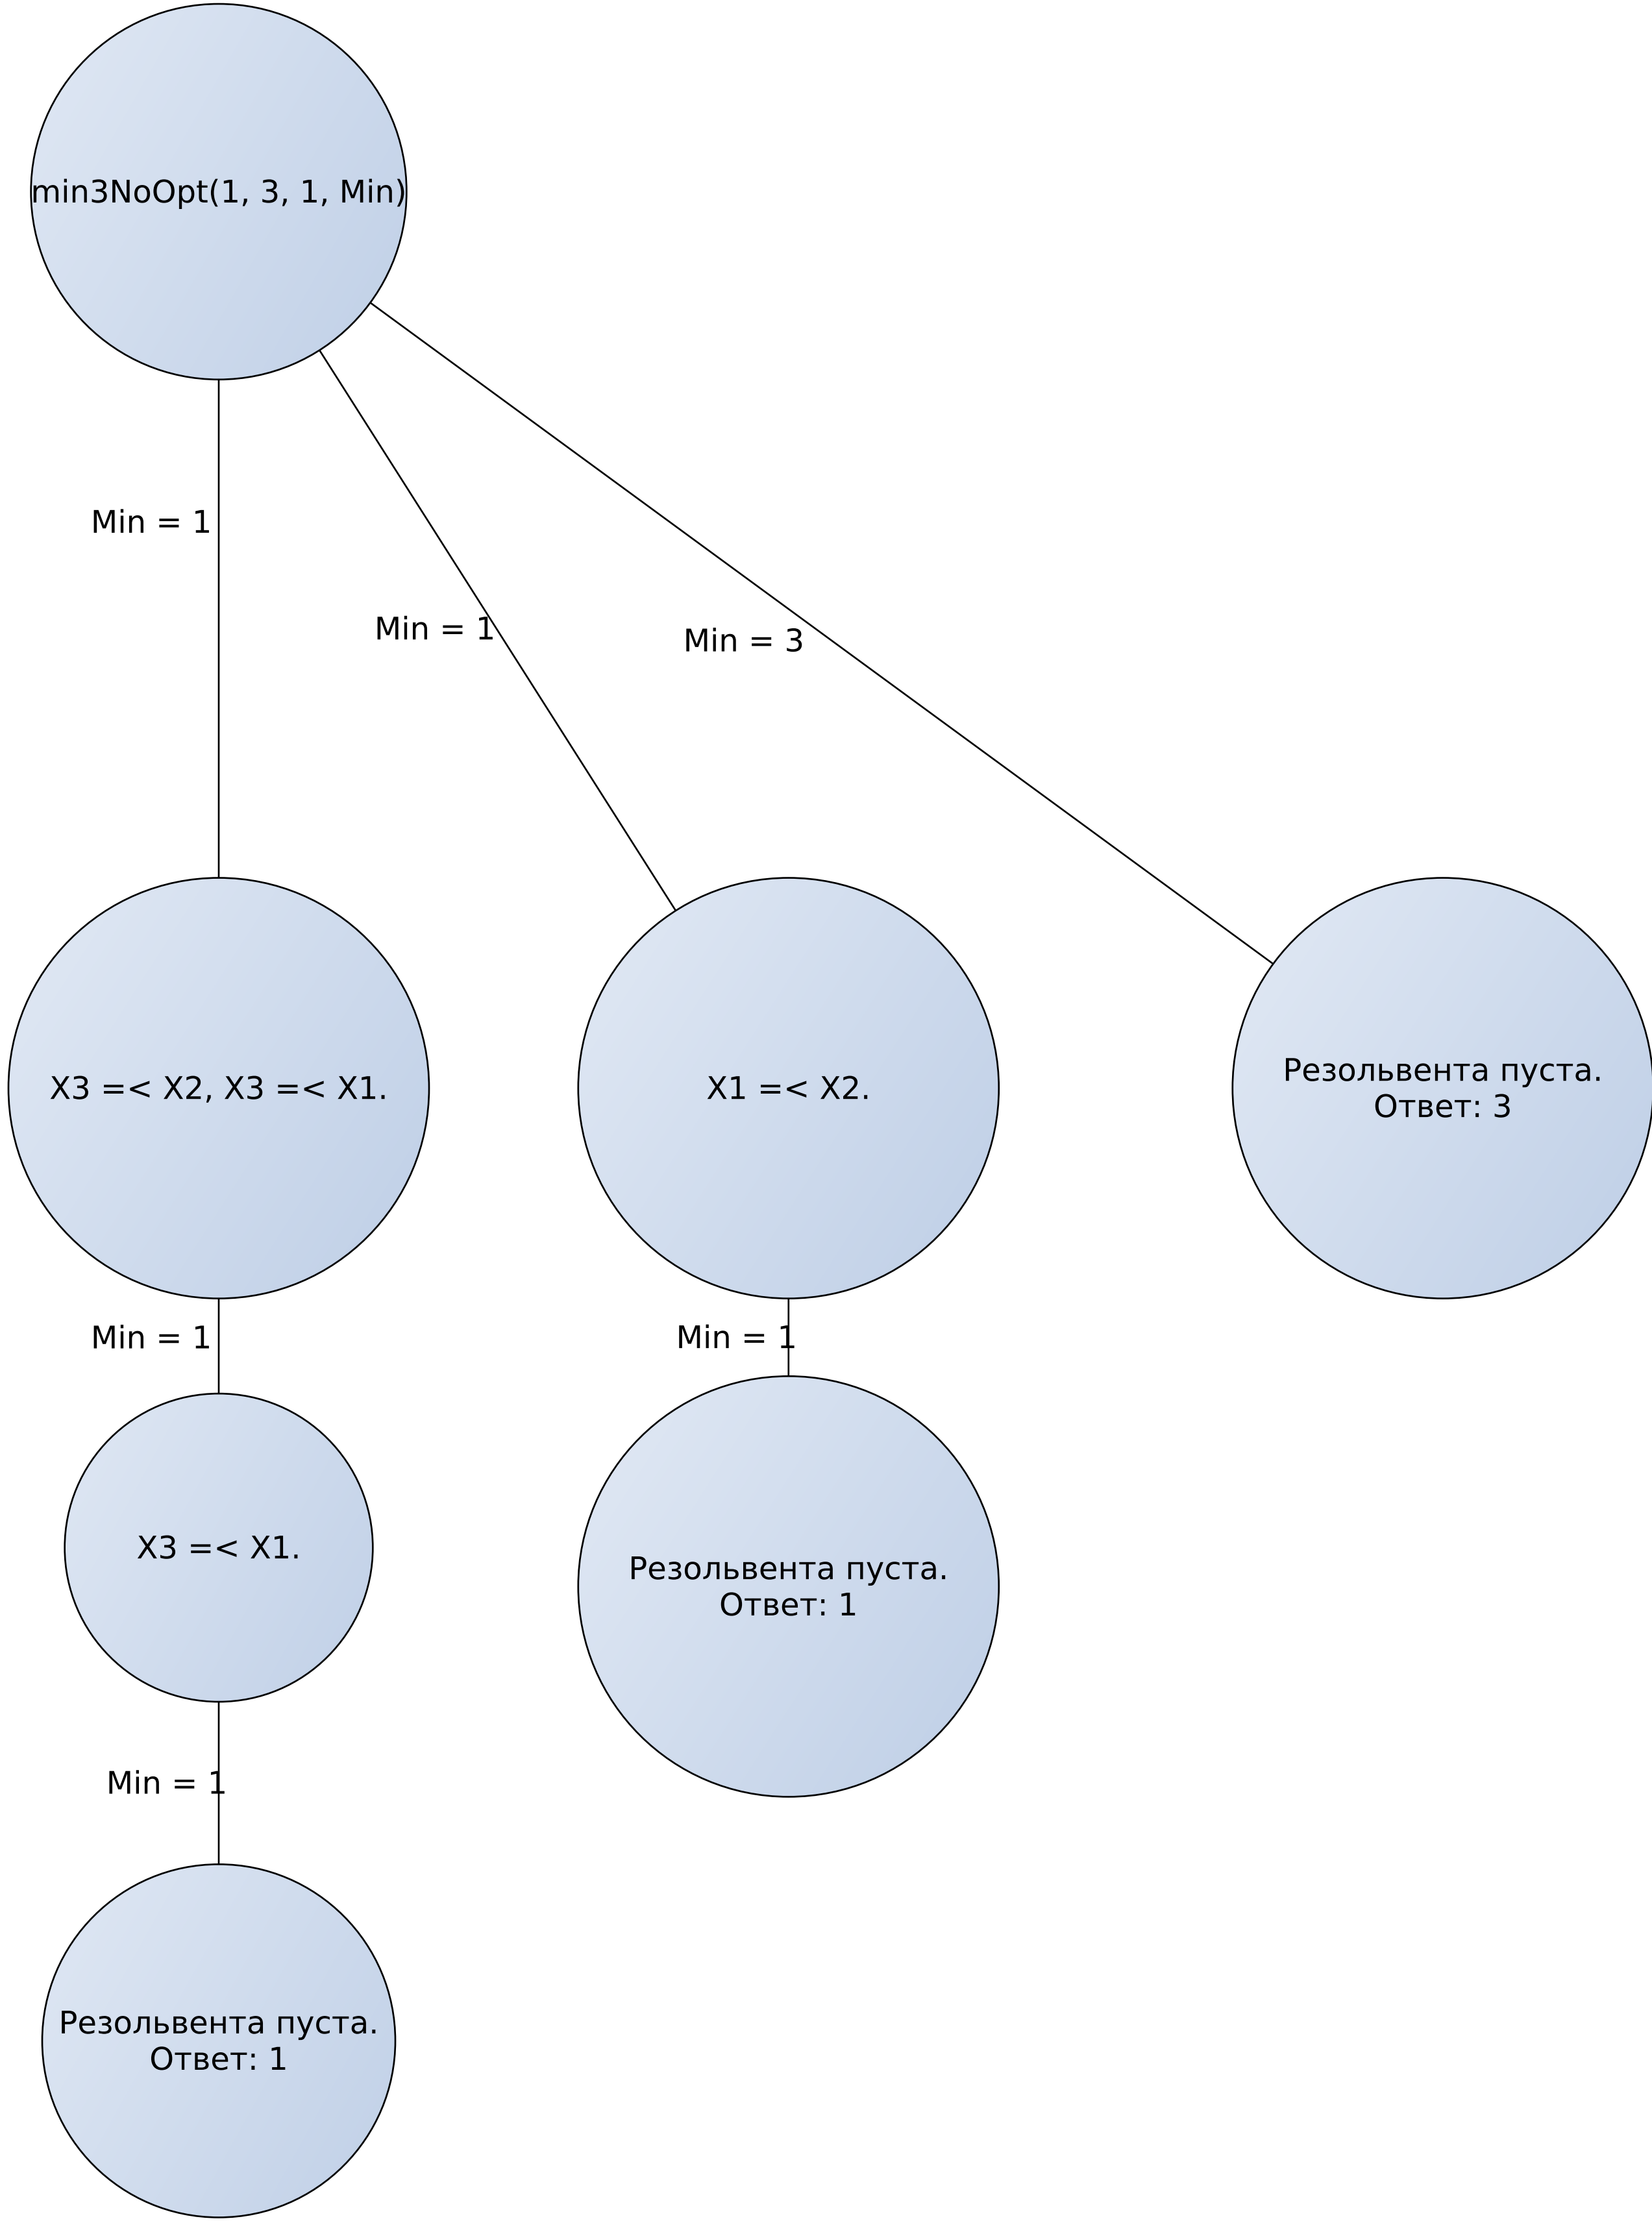 min3NoOpt(1, 3, 1, Min)
Min = 1
Min = 1
Min = 3
X3 =< X2, X3 =< X1.
X1 =< X2.
Резольвента пуста.
Ответ: 3
Min = 1
Min = 1
X3 =< X1.
Резольвента пуста.
Ответ: 1
Min = 1
Резольвента пуста.
Ответ: 1